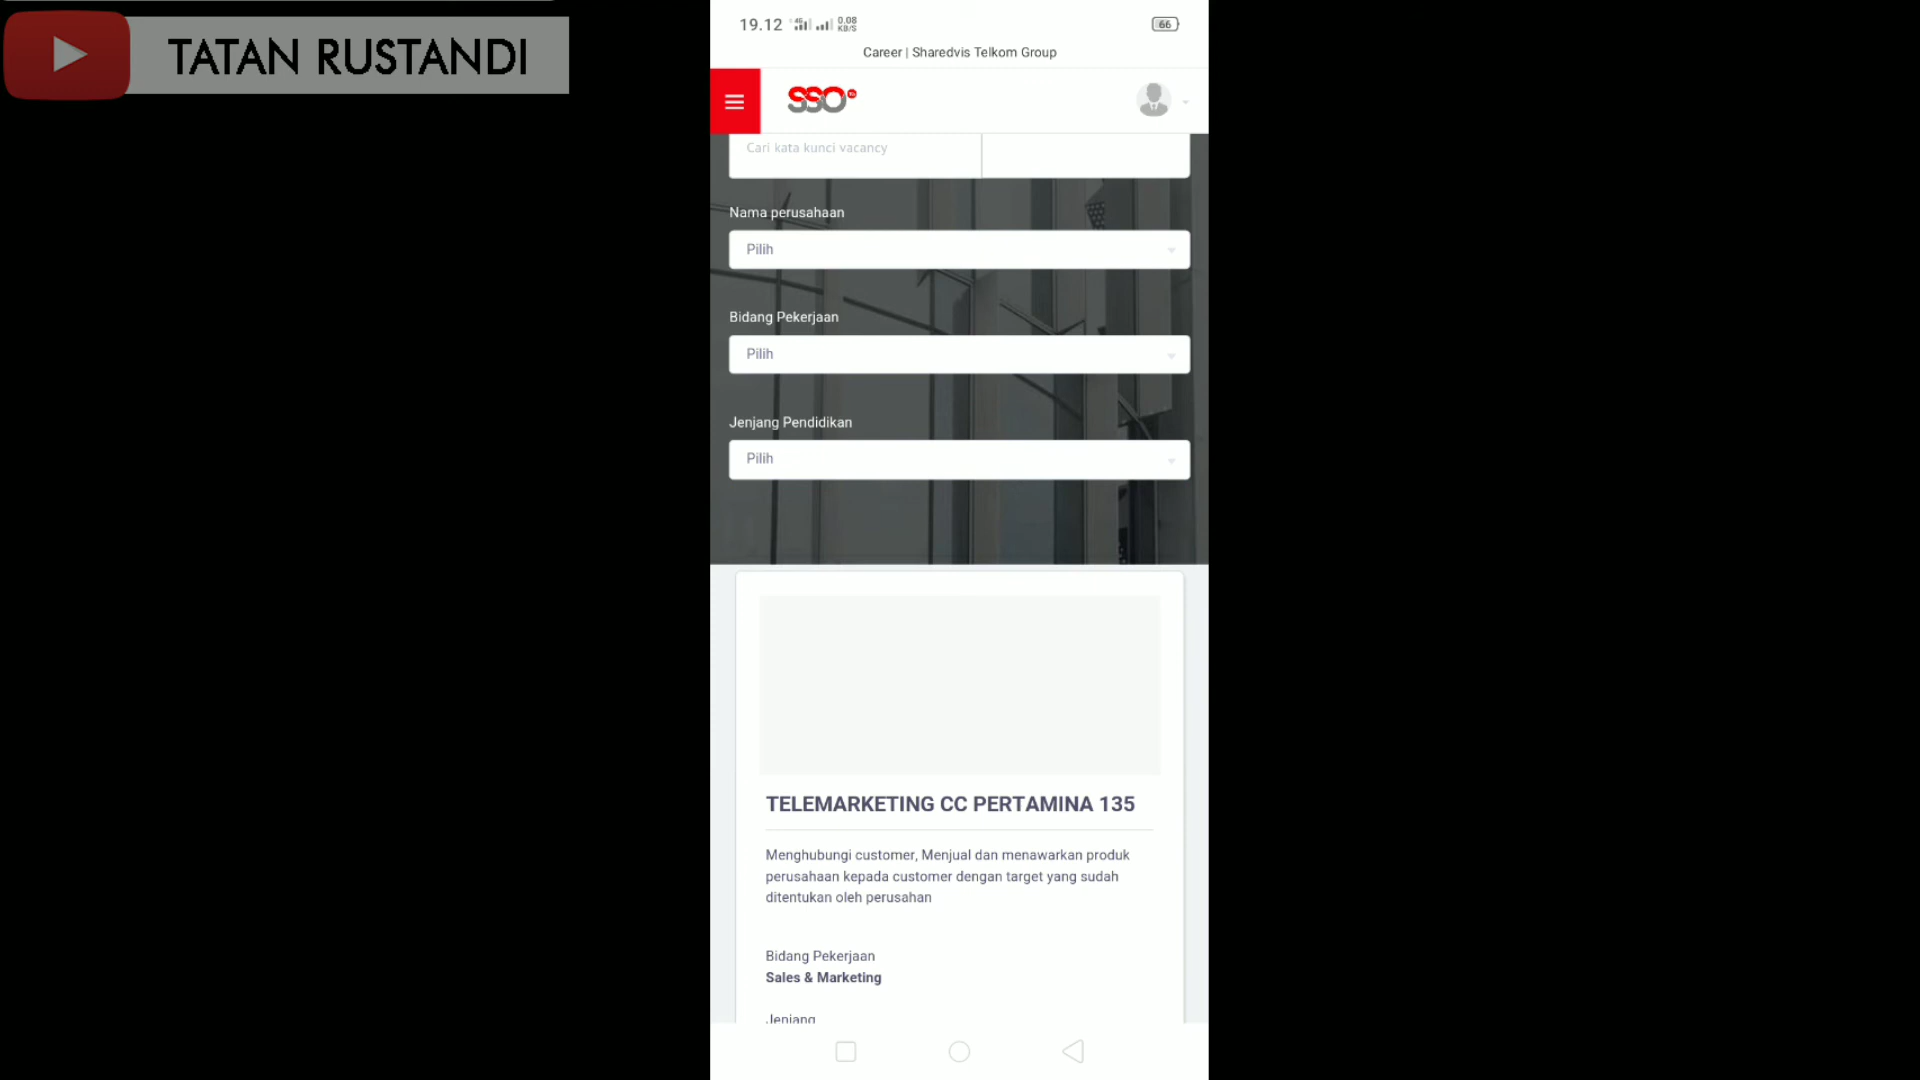 TATAN RUSTANDI
19.12 4G 0.08 KB/S 66
Career | Sharedvis Telkom Group
SSO
Cari kata kunci vacancy
Nama perusahaan
Pilih
Bidang Pekerjaan
Pilih
Jenjang Pendidikan
Pilih
TELEMARKETING CC PERTAMINA 135
Menghubungi customer, Menjual dan menawarkan produk
perusahaan kepada customer dengan target yang sudah
ditentukan oleh perusahan
Bidang Pekerjaan
Sales & Marketing
Jenjang